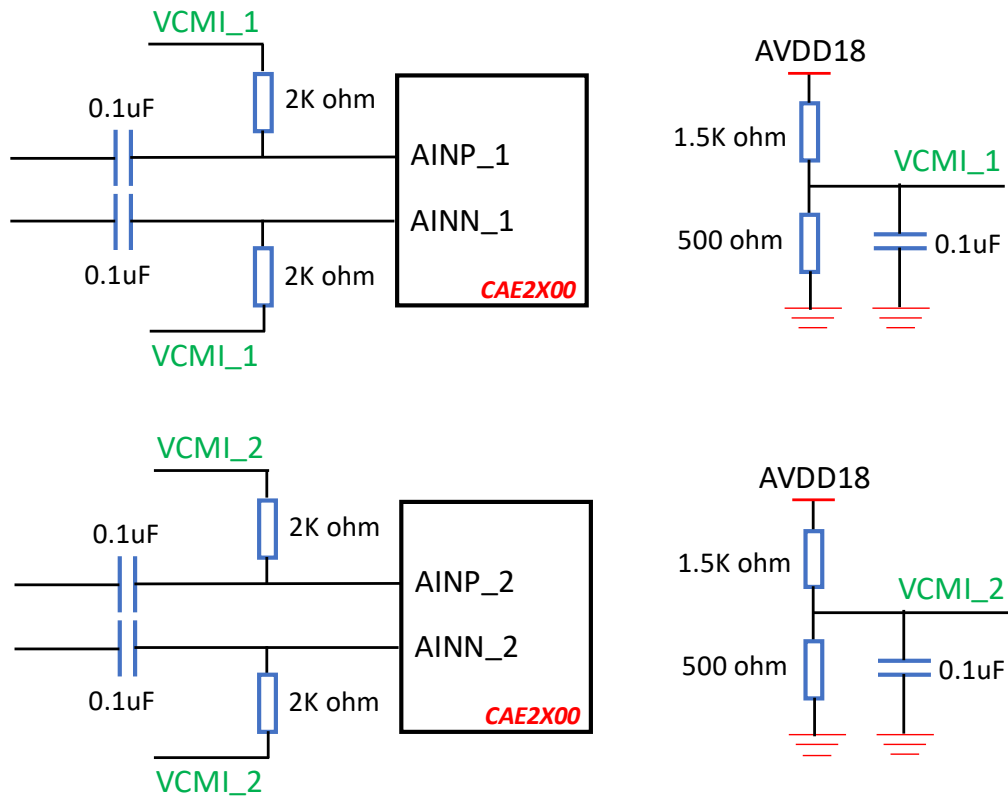 VCMI_1
0.1uF
2K ohm
AINP_1
AINN_1
0.1uF
2K ohm
CAE2X00
VCMI_1
AVDD18
1.5K ohm
VCMI_1
500 ohm
0.1uF
VCMI_2
0.1uF
2K ohm
AINP_2
AINN_2
0.1uF
2K ohm
CAE2X00
VCMI_2
AVDD18
1.5K ohm
VCMI_2
500 ohm
0.1uF